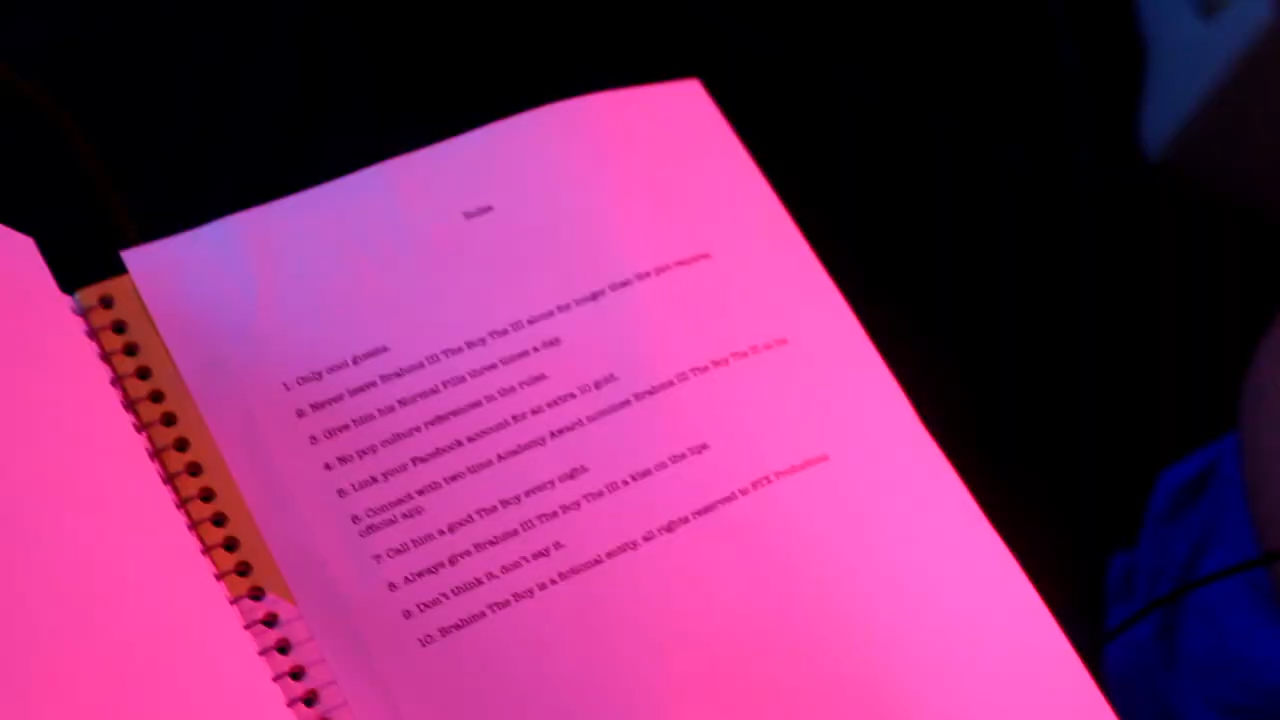 Rules
1: Only cool guests.
2: Never leave Brahms III The Boy The III alone for longer than the plot requires.
3: Give him his Normal Pills three times a day.
4: No pop culture references in the rules.
5: Link your Facebook account for an extra 10 gold.
6: Connect with two-time Academy Award nominee Brahms III The Boy The III in the
official app.
7: Call him a good The Boy every night.
8: Always give Brahms III The Boy The III a kiss on the lips.
9: Don't think it, don't say it.
10: Brahms The Boy is a fictional entity, all rights reserved to STX Productions